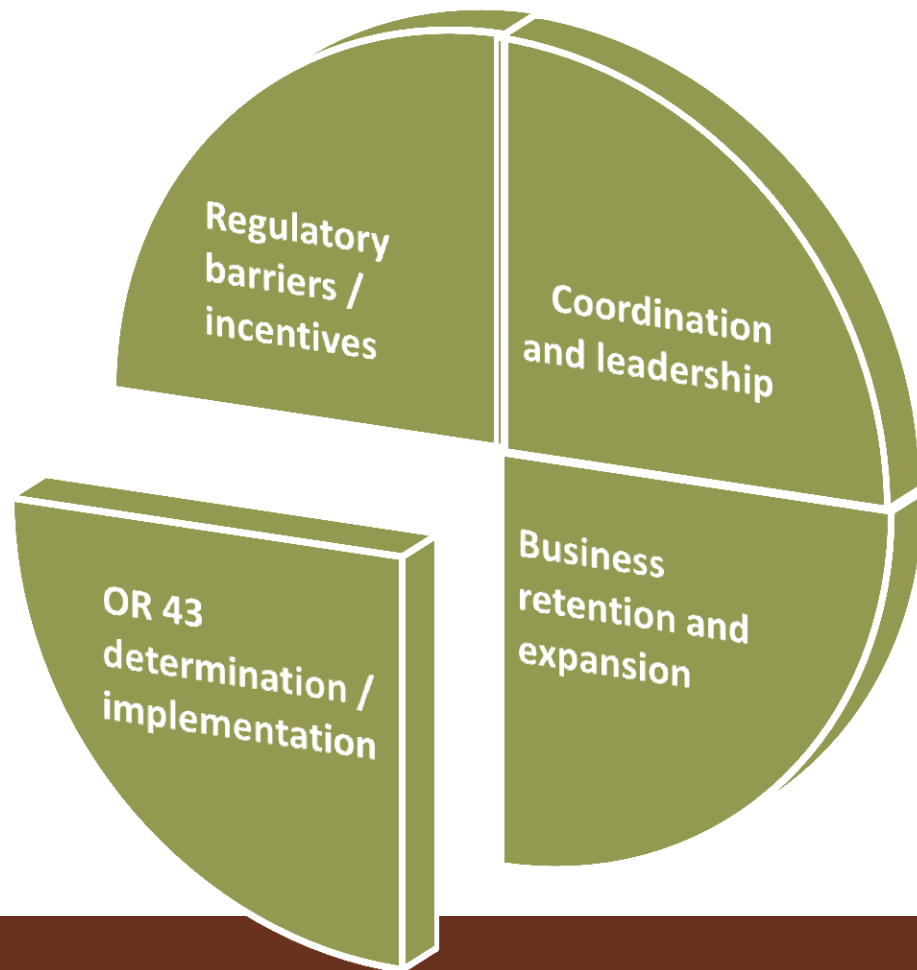 Regulatory
barriers /
incentives
Coordination
and leadership
Business
retention and
expansion
OR 43
determination /
implementation